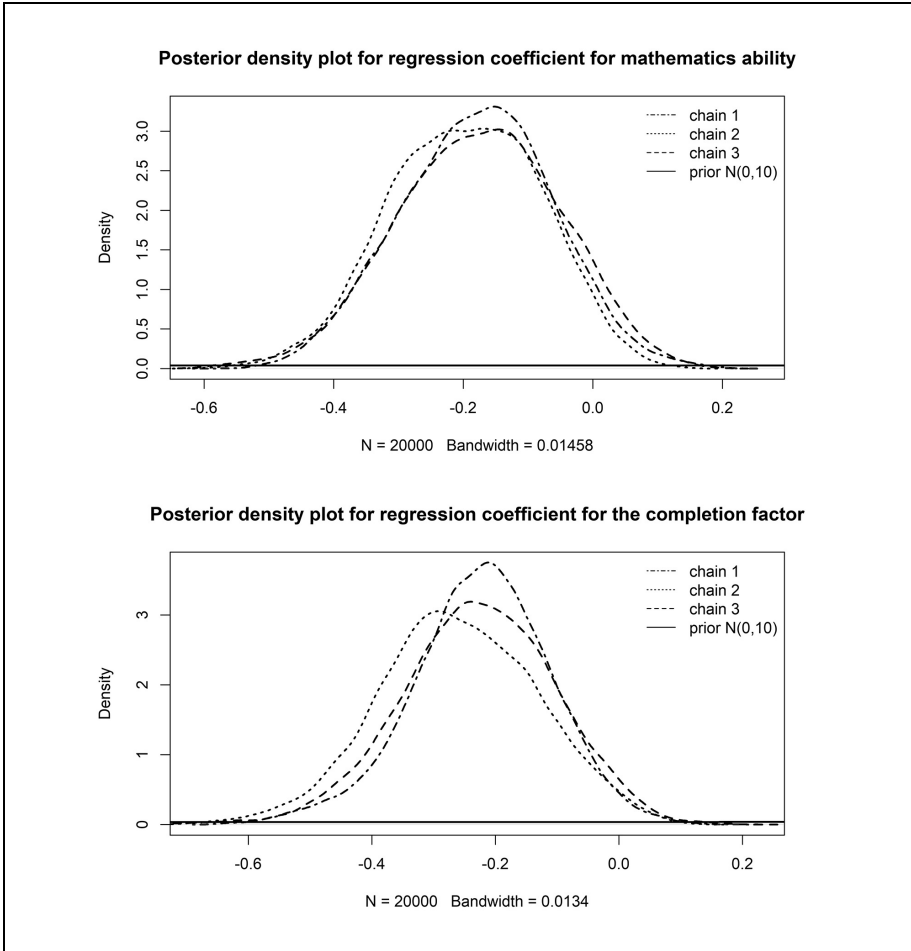 Posterior density plot for regression coefficient for mathematics ability
chain 1
chain 2
chain 3
prior N(0,10)
Density
3.0
2.5
2.0
1.5
1.0
0.5
0.0
-0.6 -0.4 -0.2 0.0 0.2
N = 20000 Bandwidth = 0.01458
Posterior density plot for regression coefficient for the completion factor
chain 1
chain 2
chain 3
prior N(0,10)
Density
3
2
1
0
-0.6 -0.4 -0.2 0.0 0.2
N = 20000 Bandwidth = 0.0134